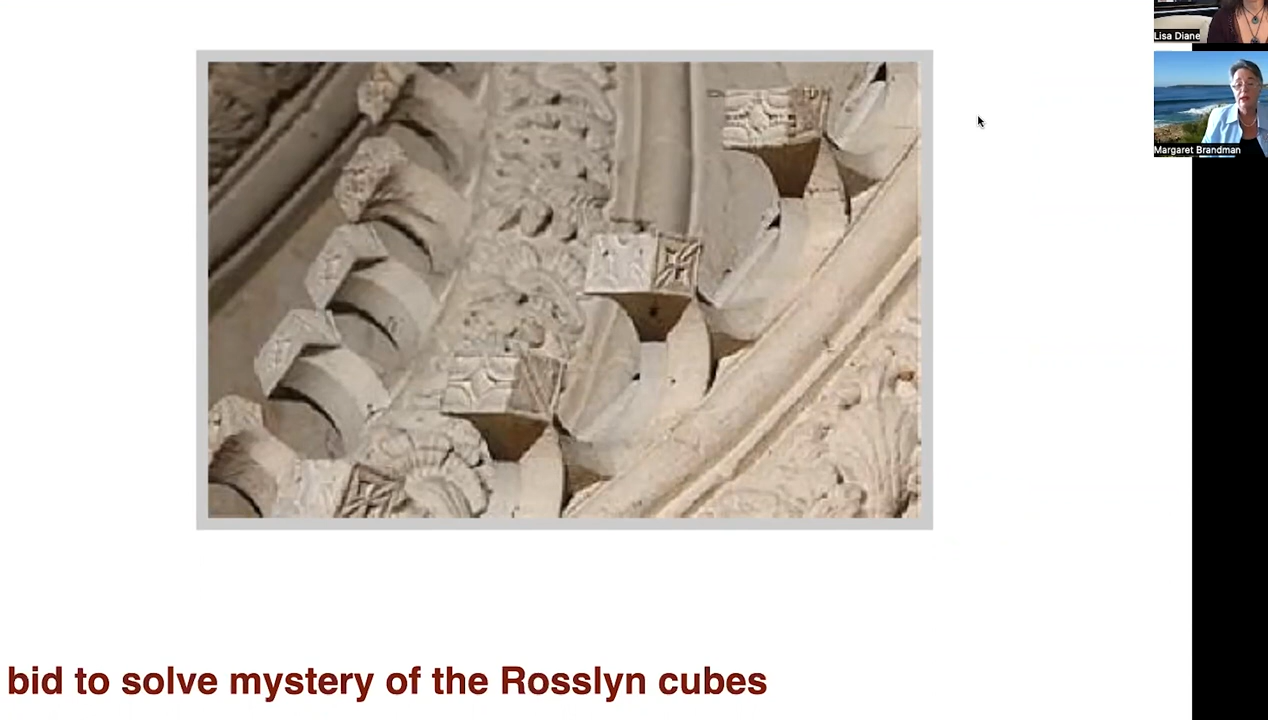 Lisa Diane
Margaret Brandman
bid to solve mystery of the Rosslyn cubes